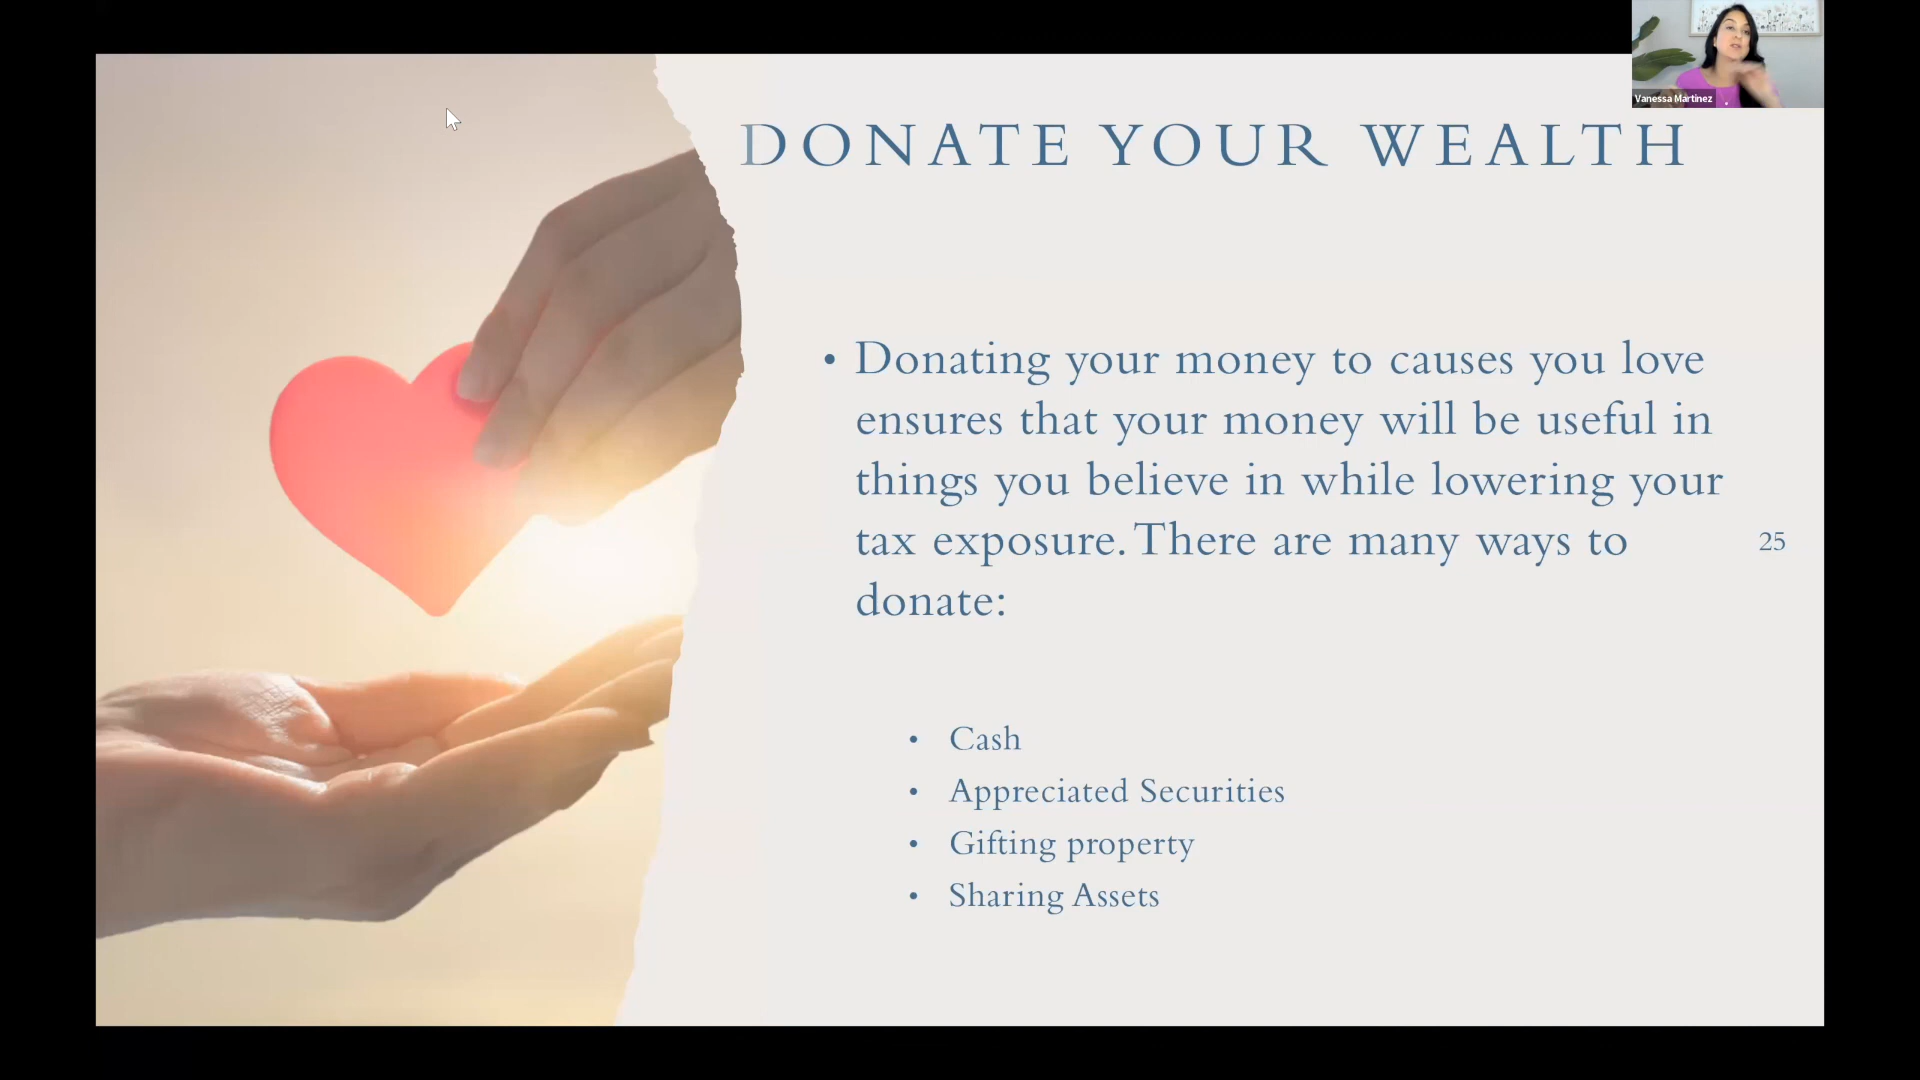 Vanessa Martinez
DONATE YOUR WEALTH
• Donating your money to causes you love
ensures that your money will be useful in
things you believe in while lowering your
tax exposure. There are many ways to
donate:
25
• Cash
• Appreciated Securities
• Gifting property
• Sharing Assets